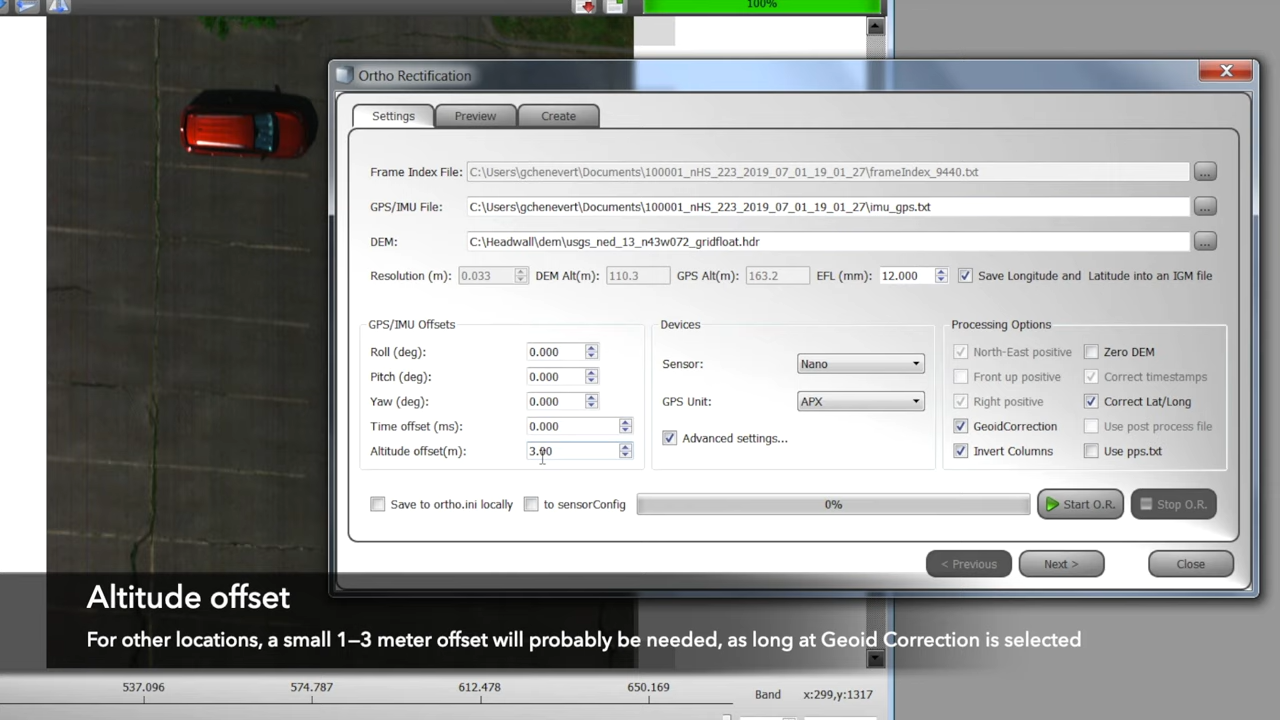 100%
Ortho Rectification
Settings Preview Create
Frame Index File: C:\Users\gchenevert\Documents\100001_nHS_223_2019_07_01_19_01_27\frameIndex_9440.txt ...
GPS/IMU File: C:\Users\gchenevert\Documents\100001_nHS_223_2019_07_01_19_01_27\imu_gps.txt ...
DEM: C:\Headwall\dem\usgs_ned_13_n43w072_gridfloat.hdr ...
Resolution (m): 0.033 DEM Alt(m): 110.3 GPS Alt(m): 163.2 EFL (mm): 12.000 Save Longitude and Latitude into an IGM file
GPS/IMU Offsets Devices Processing Options
Roll (deg): 0.000 Sensor: Nano North-East positive Zero DEM
Pitch (deg): 0.000 Front up positive Correct timestamps
Yaw (deg): 0.000 GPS Unit: APX Right positive Correct Lat/Long
Time offset (ms): 0.000 Advanced settings... GeoidCorrection Use post process file
Altitude offset(m): 3.00 Invert Columns Use pps.txt
Save to ortho.ini locally to sensorConfig 0% Start O.R. Stop O.R.
< Previous Next > Close
Altitude offset
For other locations, a small 1–3 meter offset will probably be needed, as long at Geoid Correction is selected
537.096 574.787 612.478 650.169 Band x:299,y:1317